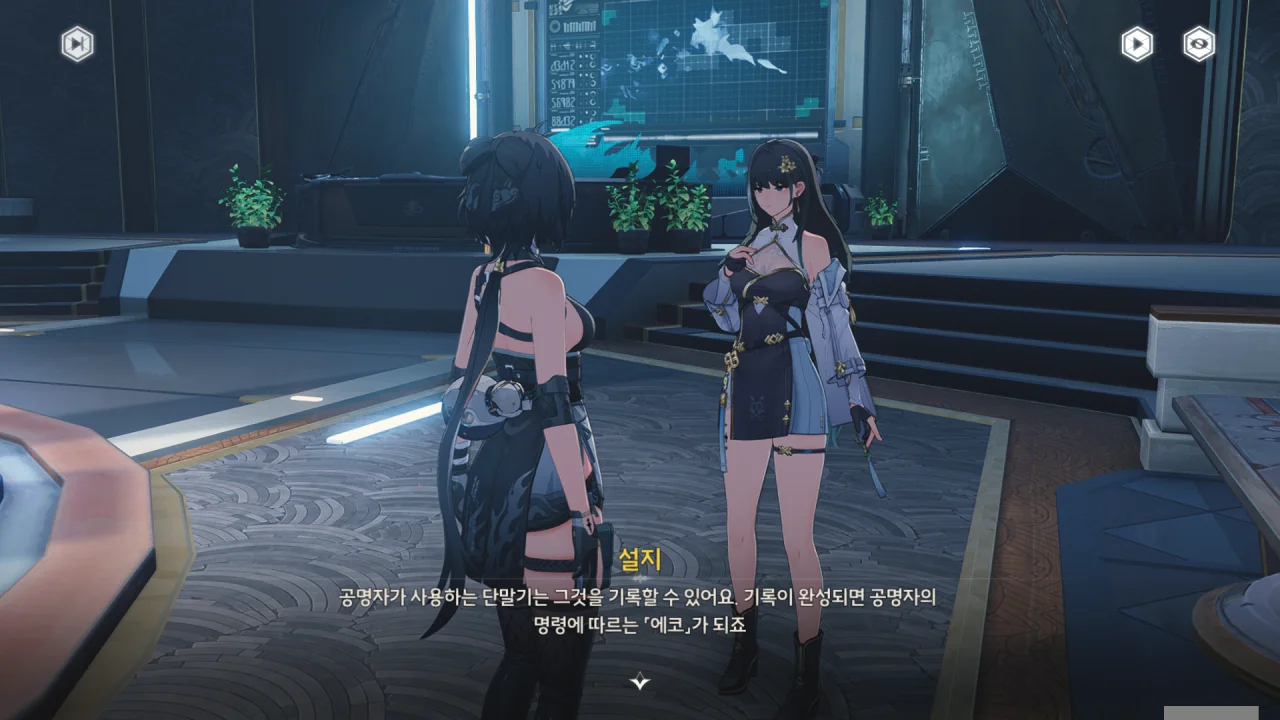 설지
공명자가 사용하는 단말기는 그것을 기록할 수 있어요. 기록이 완성되면 공명자의
명령에 따르는 「에코」가 되죠